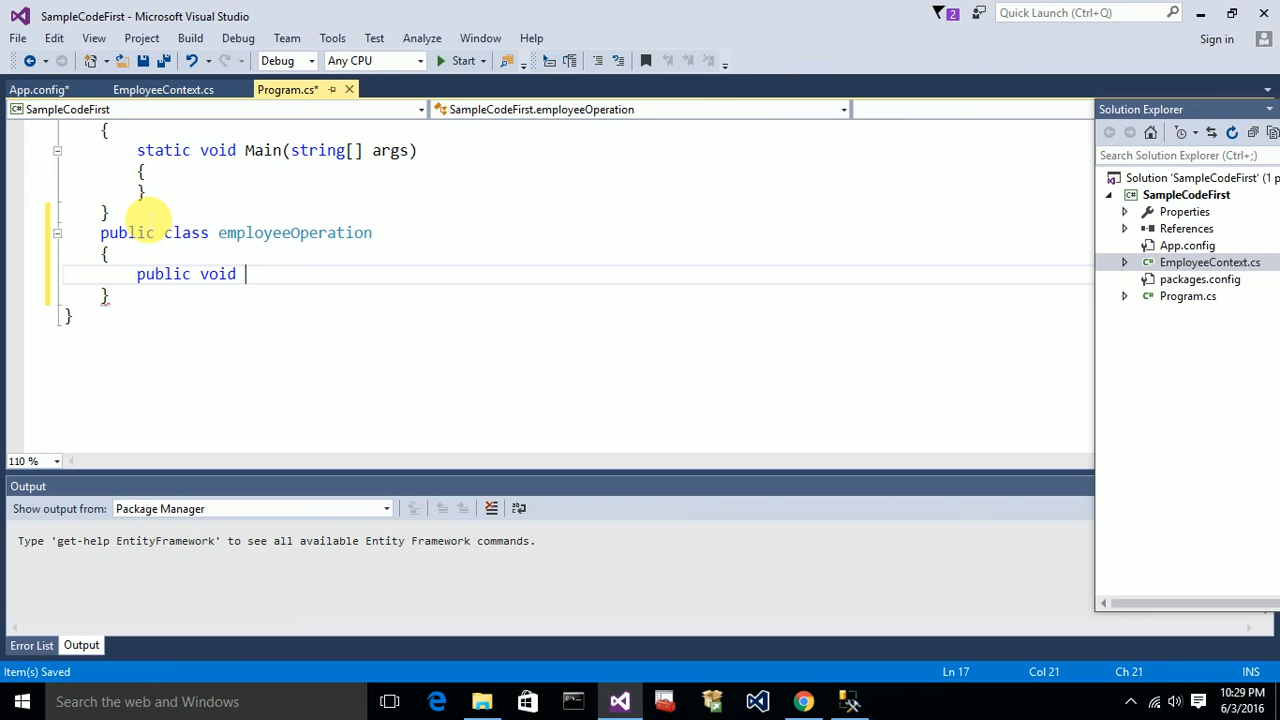 SampleCodeFirst - Microsoft Visual Studio
2
Quick Launch (Ctrl+Q)
File Edit View Project Build Debug Team Tools Test Analyze Window Help
Sign in
Debug Any CPU Start
App.config* EmployeeContext.cs Program.cs*
SampleCodeFirst SampleCodeFirst.employeeOperation
{
static void Main(string[] args)
{
}
}
public class employeeOperation
{
public void
}
}
110 %
Solution Explorer
Search Solution Explorer (Ctrl+;)
Solution 'SampleCodeFirst' (1 p
SampleCodeFirst
Properties
References
App.config
EmployeeContext.cs
packages.config
Program.cs
Output
Show output from: Package Manager
Type 'get-help EntityFramework' to see all available Entity Framework commands.
Error List Output
Item(s) Saved Ln 17 Col 21 Ch 21 INS
Search the web and Windows
10:29 PM
6/3/2016